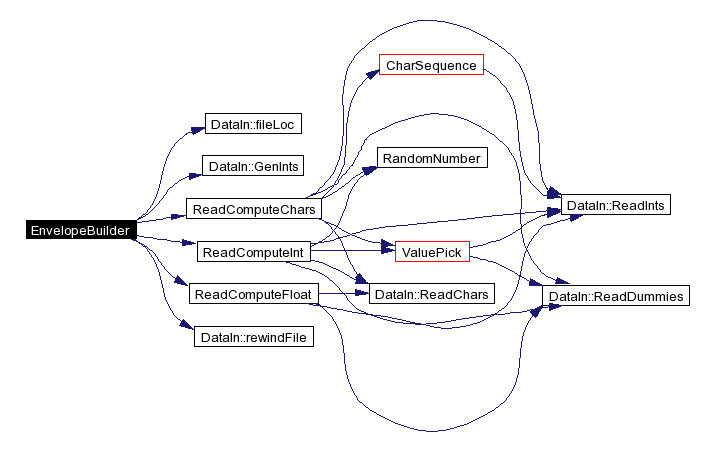 CharSequence
DataIn::fileLoc
RandomNumber
DataIn::GenInts
ReadComputeChars
DataIn::ReadInts
EnvelopeBuilder
ReadComputeInt
ValuePick
ReadComputeFloat
DataIn::ReadChars
DataIn::ReadDummies
DataIn::rewindFile